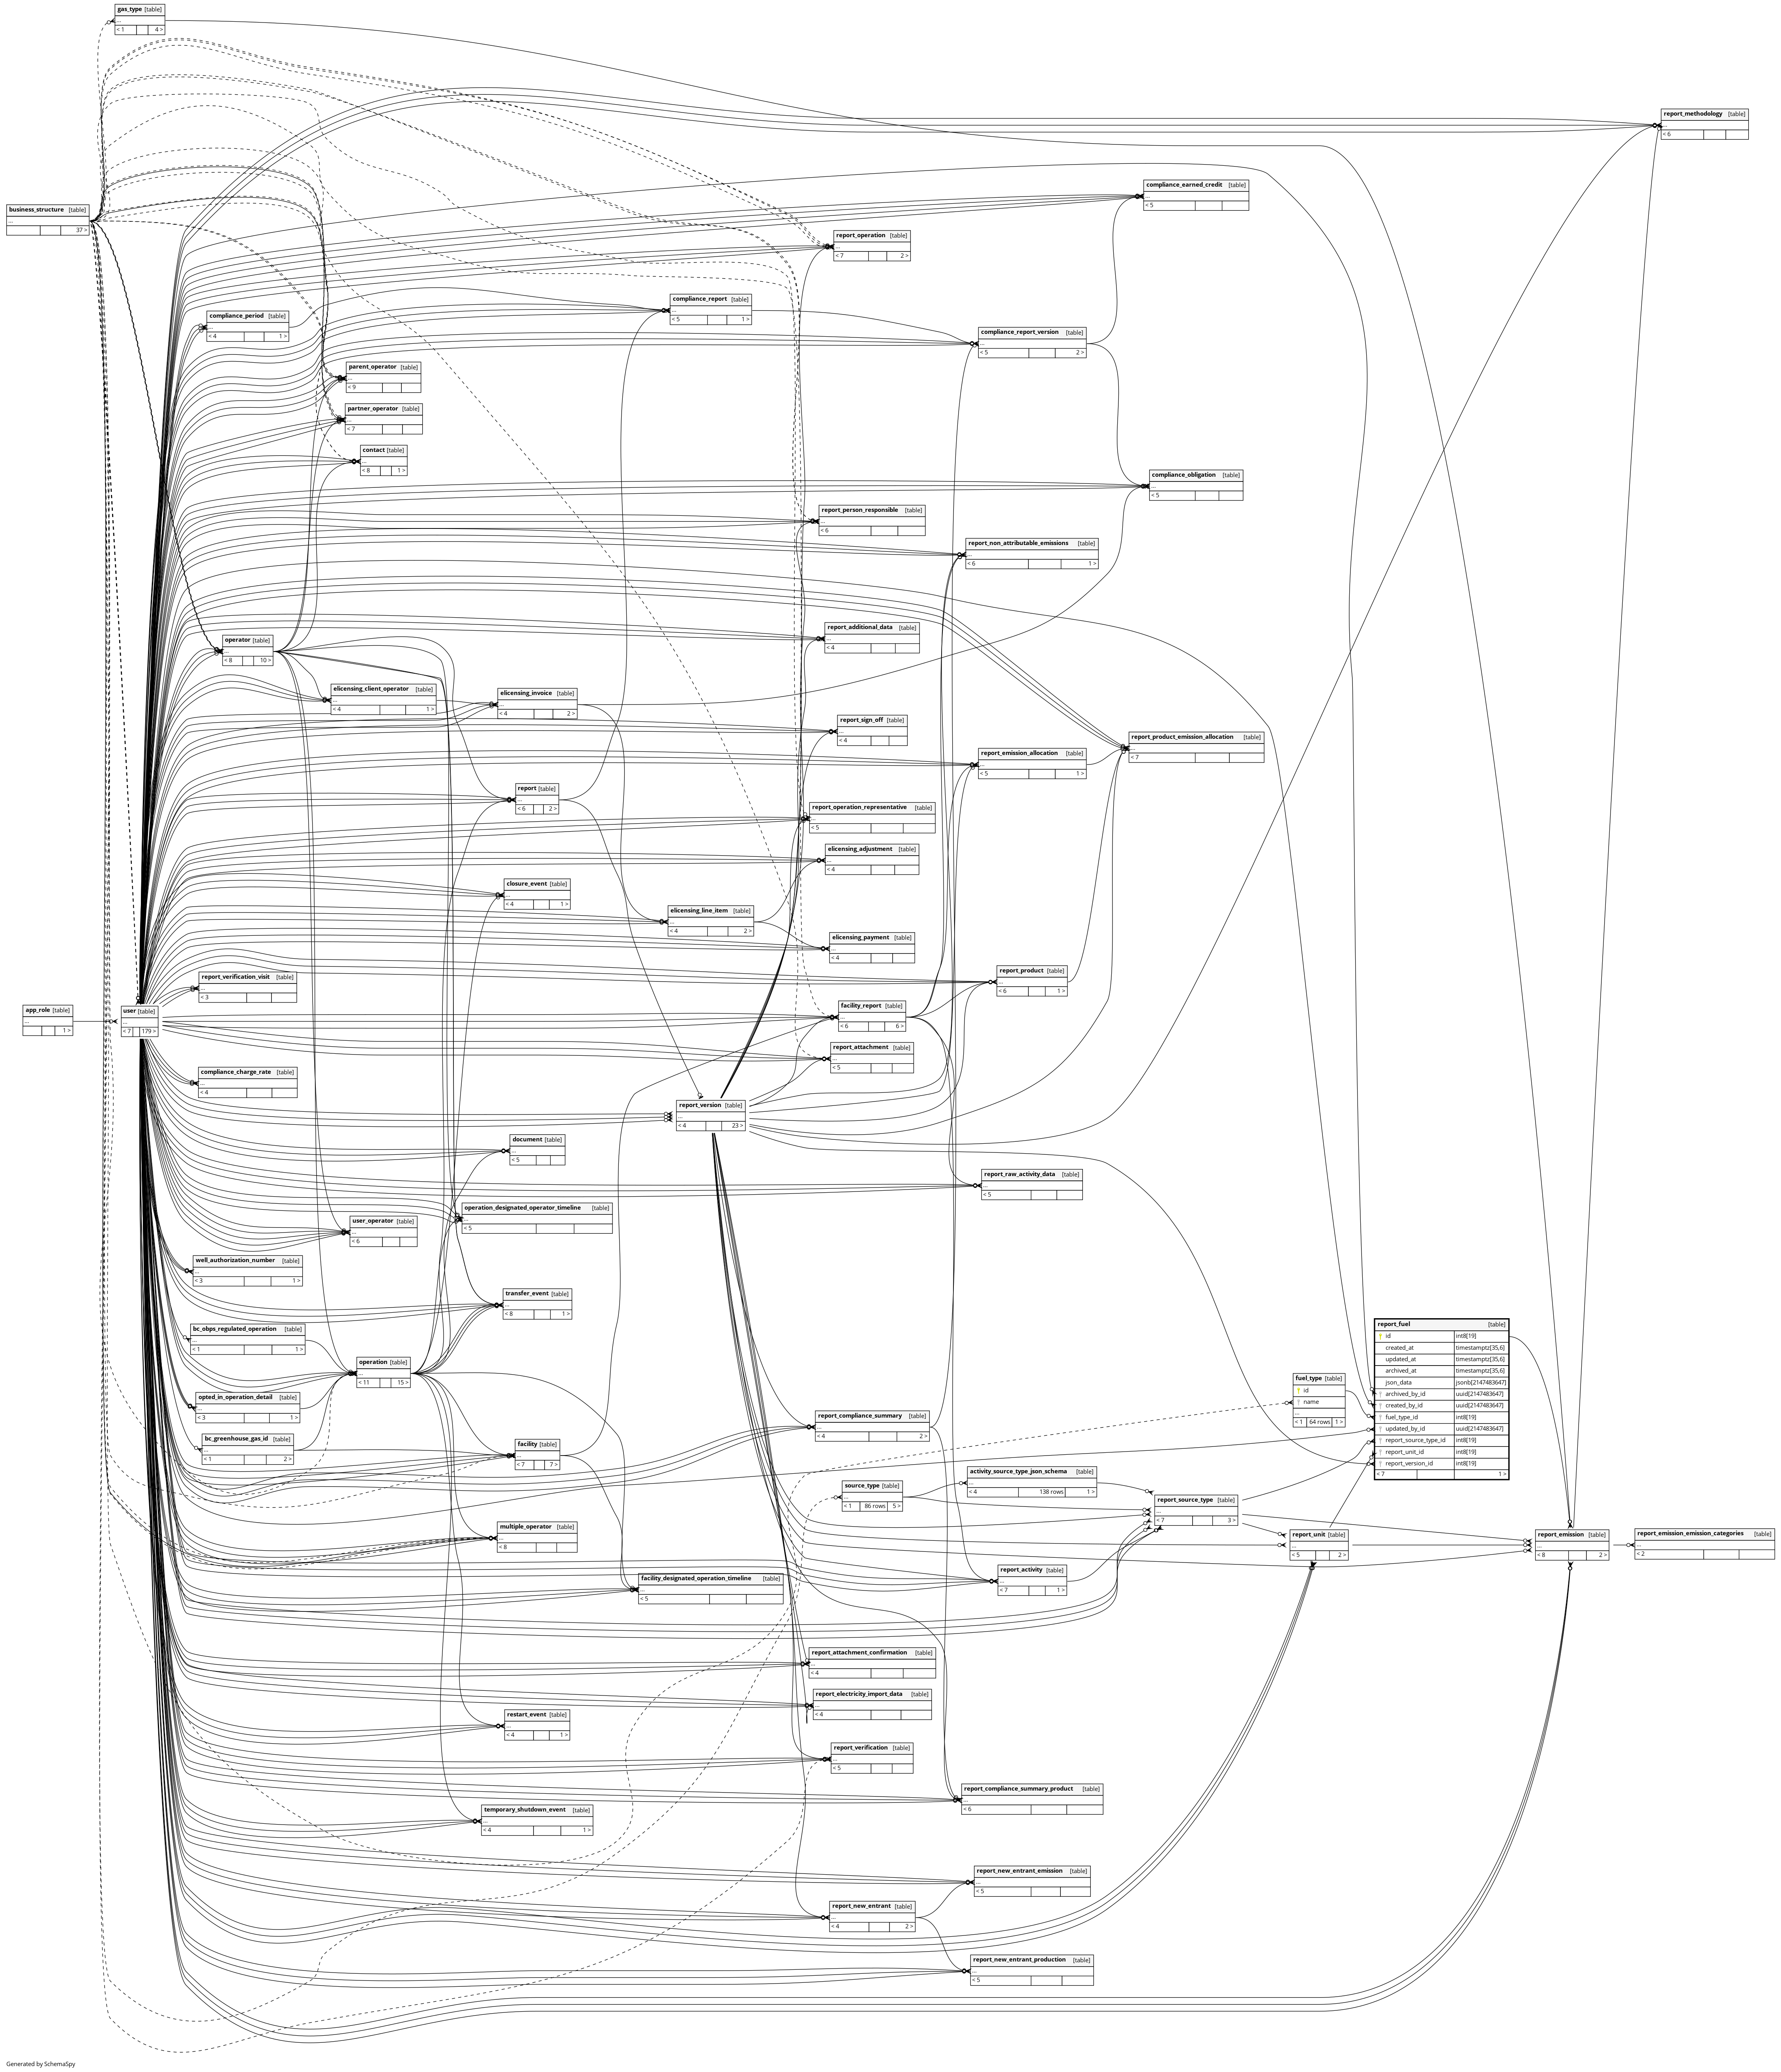 gas_type [table]
...
< 1 4 >
report_methodology [table]
...
< 6
compliance_earned_credit [table]
...
< 5
business_structure [table]
...
37 >
report_operation [table]
...
< 7 2 >
compliance_report [table]
...
< 5 1 >
compliance_period [table]
...
< 4 1 >
compliance_report_version [table]
...
< 5 2 >
parent_operator [table]
...
< 9
partner_operator [table]
...
< 7
contact [table]
...
< 8 1 >
compliance_obligation [table]
...
< 5
report_person_responsible [table]
...
< 6
report_non_attributable_emissions [table]
...
< 6 1 >
report_additional_data [table]
...
< 4
operator [table]
...
< 8 10 >
elicensing_client_operator [table]
...
< 4 1 >
elicensing_invoice [table]
...
< 4 2 >
report_sign_off [table]
...
< 4
report_product_emission_allocation [table]
...
< 7
report_emission_allocation [table]
...
< 5 1 >
report [table]
...
< 6 2 >
report_operation_representative [table]
...
< 5
elicensing_adjustment [table]
...
< 4
closure_event [table]
...
< 4 1 >
elicensing_line_item [table]
...
< 4 2 >
elicensing_payment [table]
...
< 4
report_product [table]
...
< 6 1 >
report_verification_visit [table]
...
< 3
app_role [table]
...
1 >
user [table]
...
< 7 179 >
facility_report [table]
...
< 6 6 >
report_attachment [table]
...
< 5
compliance_charge_rate [table]
...
< 4
report_version [table]
...
< 4 23 >
document [table]
...
< 5
report_raw_activity_data [table]
...
< 5
operation_designated_operator_timeline [table]
...
< 5
user_operator [table]
...
< 6
well_authorization_number [table]
...
< 3 1 >
transfer_event [table]
...
< 8 1 >
bc_obps_regulated_operation [table]
...
< 1 1 >
report_fuel [table]
id int8[19]
created_at timestamptz[35,6]
updated_at timestamptz[35,6]
archived_at timestamptz[35,6]
json_data jsonb[2147483647]
archived_by_id uuid[2147483647]
created_by_id uuid[2147483647]
fuel_type_id int8[19]
updated_by_id uuid[2147483647]
report_source_type_id int8[19]
report_unit_id int8[19]
report_version_id int8[19]
< 7 1 >
operation [table]
...
< 11 15 >
fuel_type [table]
id
name
...
< 1 64 rows 1 >
opted_in_operation_detail [table]
...
< 3 1 >
report_compliance_summary [table]
...
< 4 2 >
bc_greenhouse_gas_id [table]
...
< 1 2 >
facility [table]
...
< 7 7 >
activity_source_type_json_schema [table]
...
< 4 138 rows 1 >
source_type [table]
...
< 1 86 rows 5 >
report_source_type [table]
...
< 7 3 >
multiple_operator [table]
...
< 8
report_unit [table]
...
< 5 2 >
report_emission [table]
...
< 8 2 >
report_emission_emission_categories [table]
...
< 2
report_activity [table]
...
< 7 1 >
facility_designated_operation_timeline [table]
...
< 5
report_attachment_confirmation [table]
...
< 4
report_electricity_import_data [table]
...
< 4
restart_event [table]
...
< 4 1 >
report_verification [table]
...
< 5
report_compliance_summary_product [table]
...
< 6
temporary_shutdown_event [table]
...
< 4 1 >
report_new_entrant_emission [table]
...
< 5
report_new_entrant [table]
...
< 4 2 >
report_new_entrant_production [table]
...
< 5
Generated by SchemaSpy